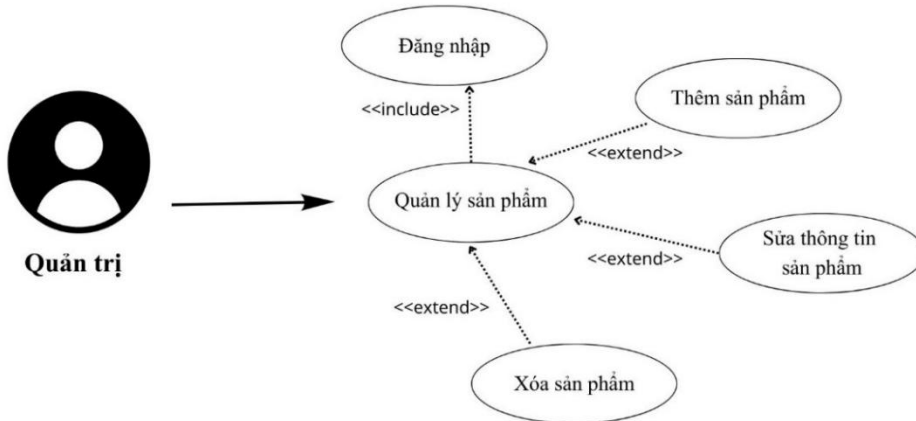 Đăng nhập
<<include>>
Thêm sản phẩm
<<extend>>
Quản lý sản phẩm
Quản trị
Sửa thông tin
sản phẩm
<<extend>>
<<extend>>
Xóa sản phẩm